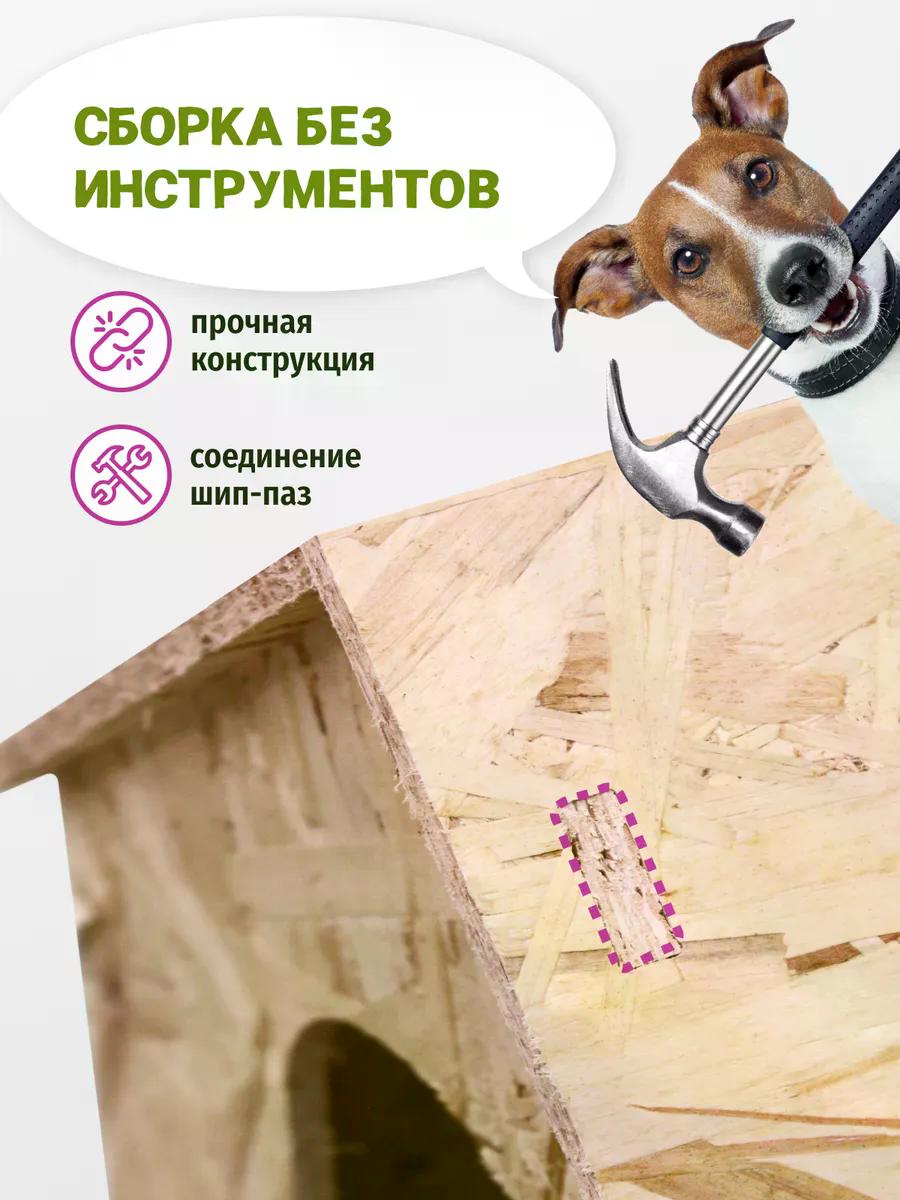 СБОРКА БЕЗ
ИНСТРУМЕНТОВ
прочная
конструкция
соединение
шип-паз